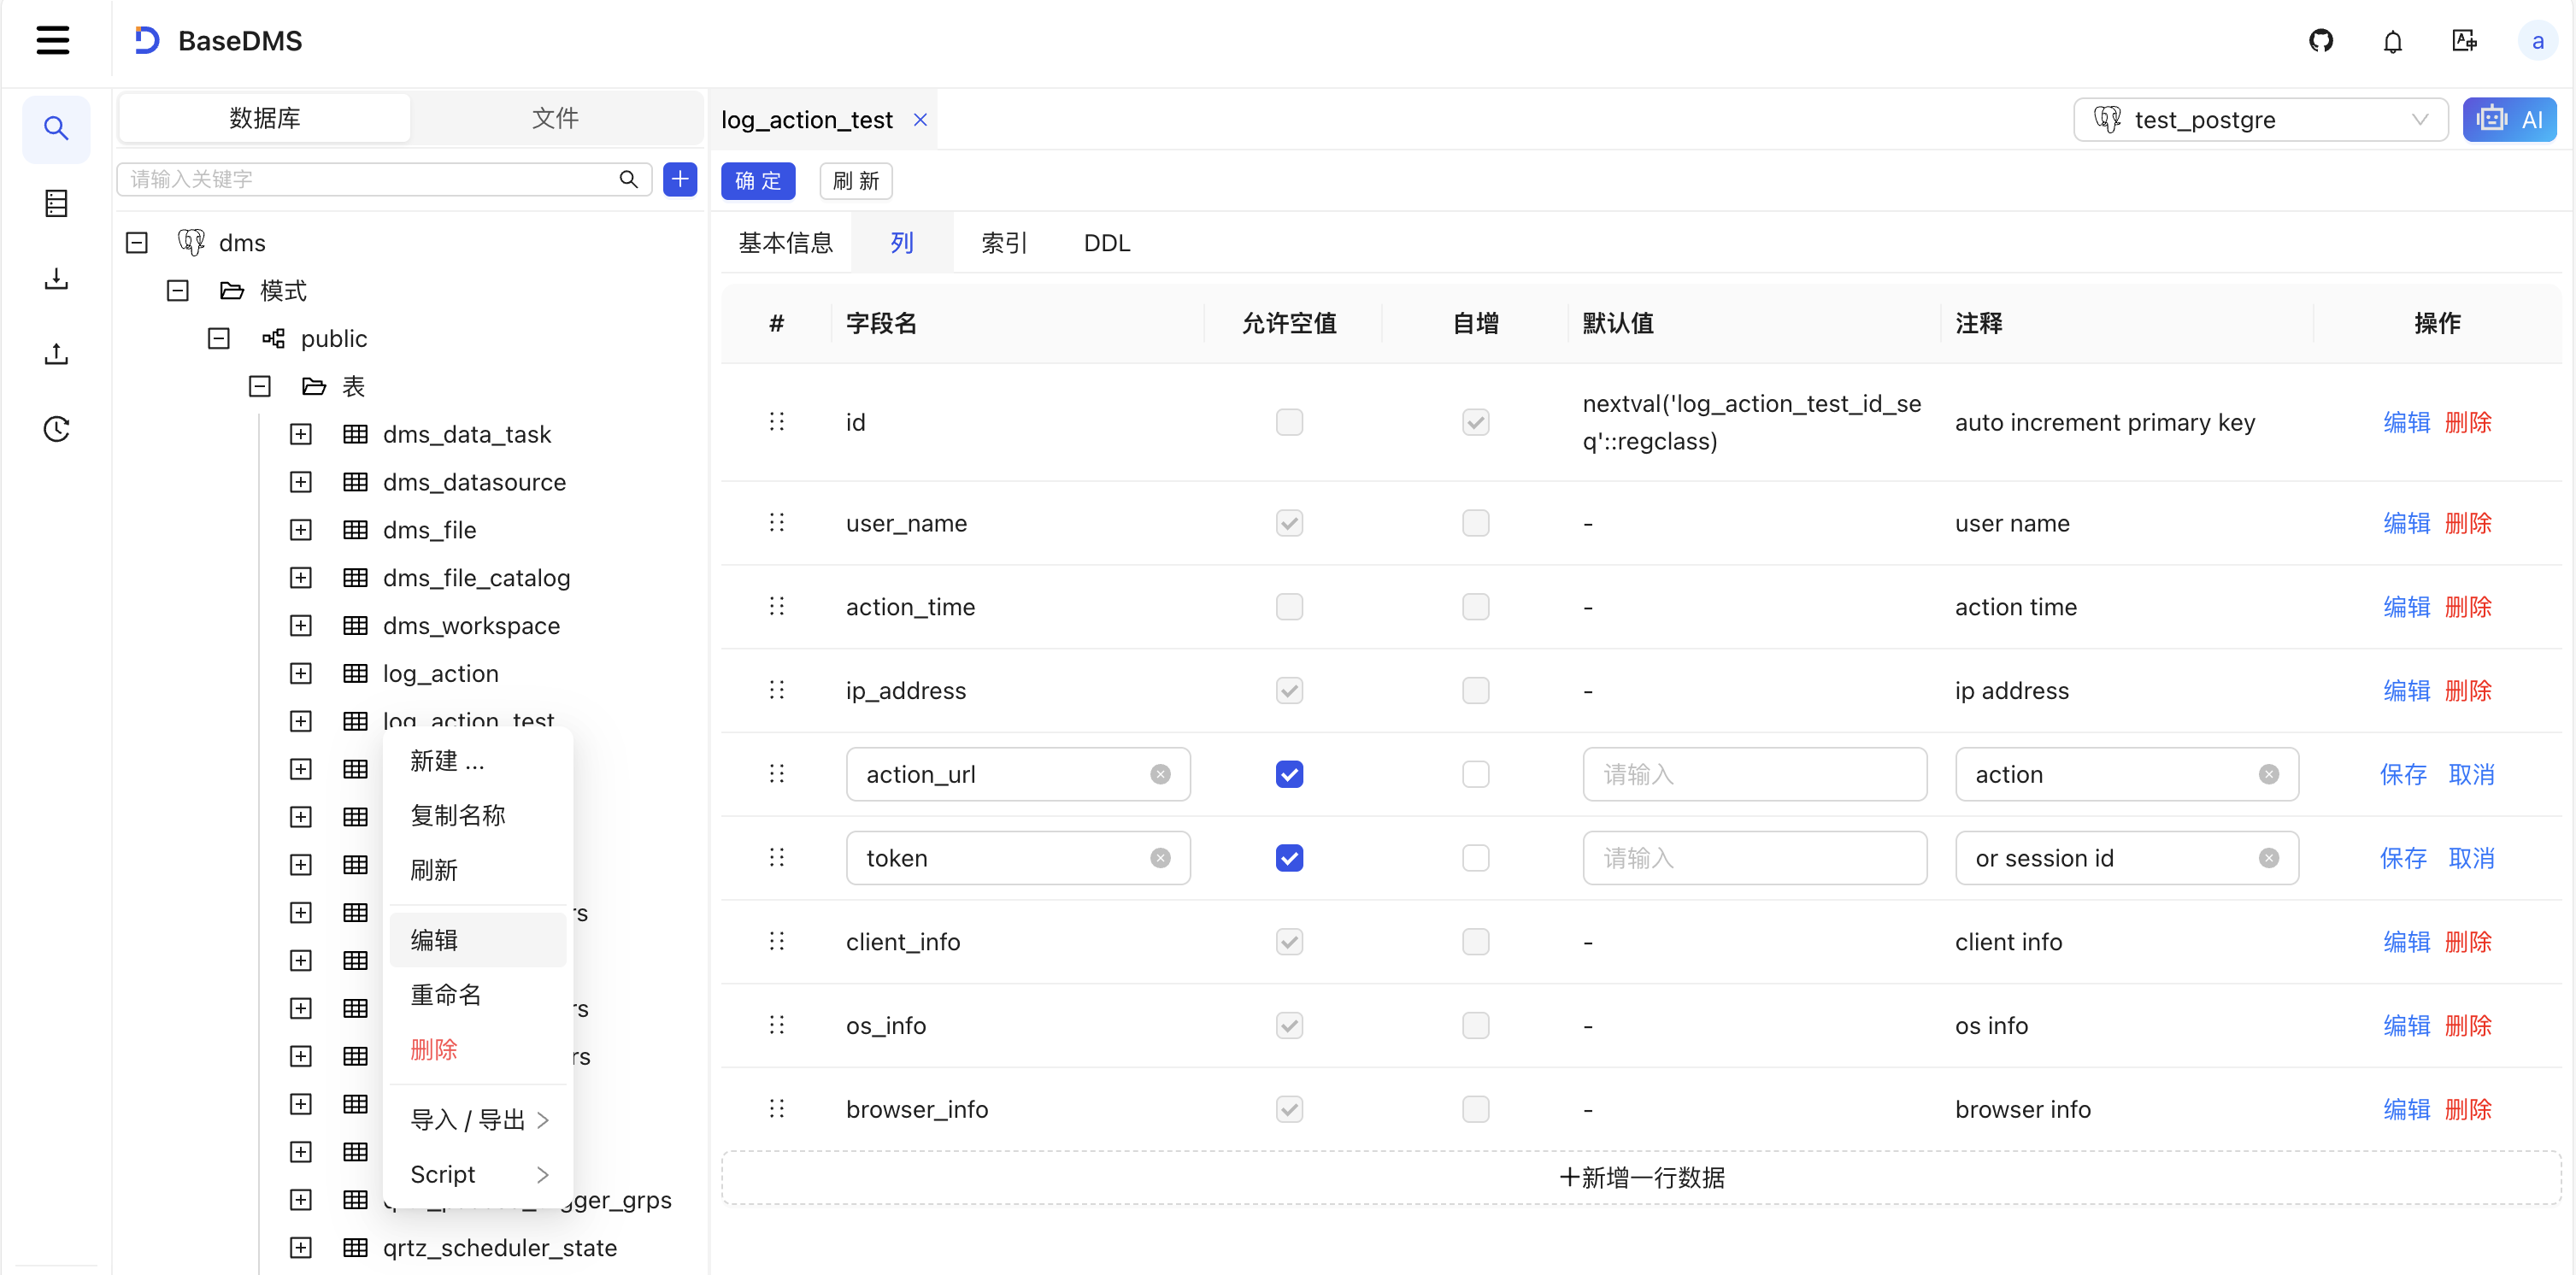 BaseDMS
a
数据库
文件
请输入关键字
dms
模式
public
表
dms_data_task
dms_datasource
dms_file
dms_file_catalog
dms_workspace
log_action
log_action_test
新建 ...
复制名称
刷新
rs
编辑
重命名
rs
删除
rs
导入 / 导出
Script
gger_grps
qrtz_scheduler_state
log_action_test
test_postgre
AI
确 定
刷 新
基本信息
列
索引
DDL
# 字段名 允许空值 自增 默认值 注释 操作
id nextval('log_action_test_id_se
q'::regclass) auto increment primary key 编辑 删除
user_name - user name 编辑 删除
action_time - action time 编辑 删除
ip_address - ip address 编辑 删除
action_url 请输入 action 保存 取消
token 请输入 or session id 保存 取消
client_info - client info 编辑 删除
os_info - os info 编辑 删除
browser_info - browser info 编辑 删除
+新增一行数据